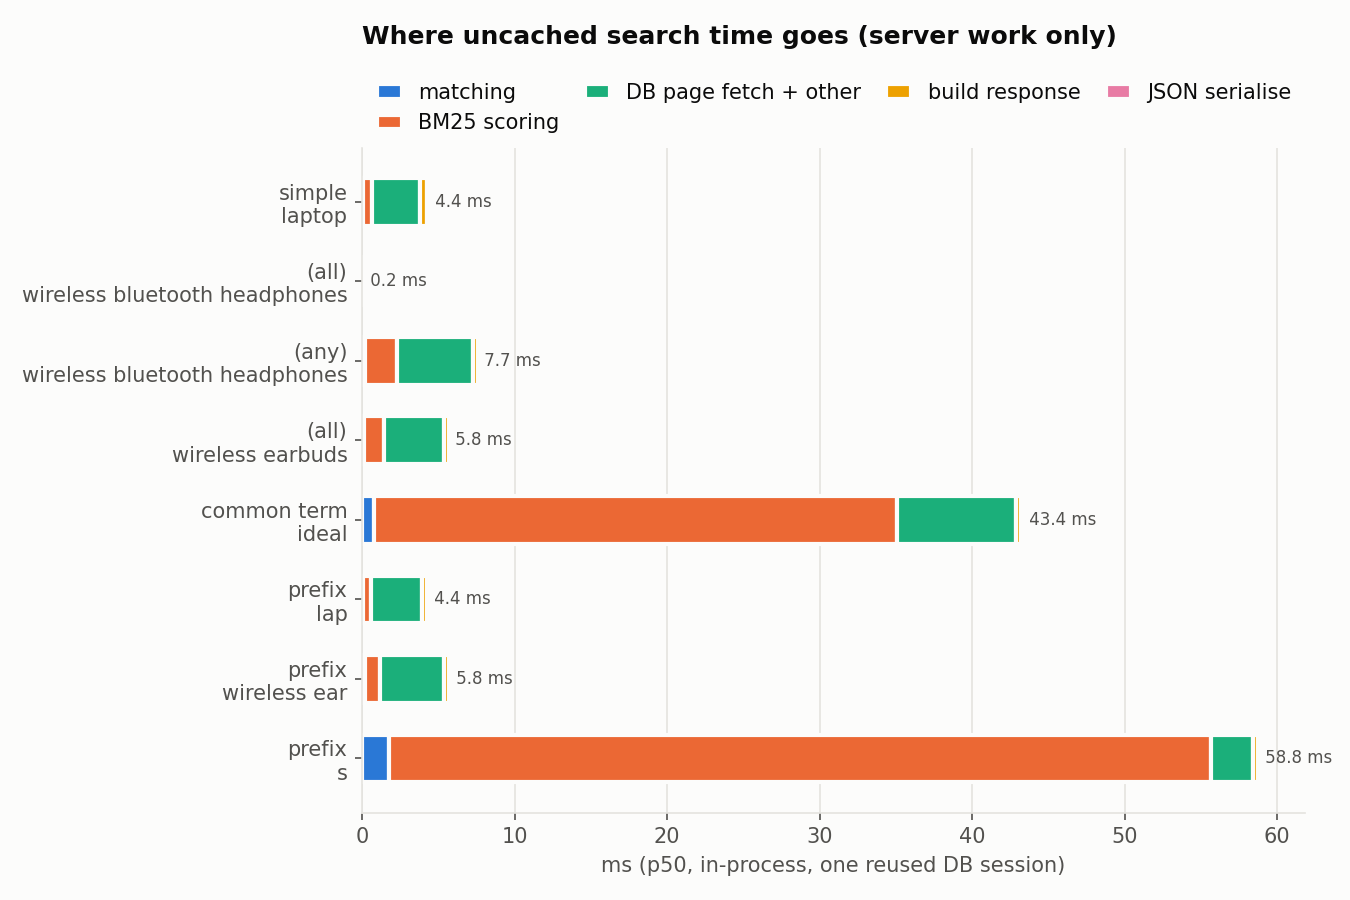 Where uncached search time goes (server work only)
matching
DB page fetch + other
build response
JSON serialise
BM25 scoring
simple
laptop
4.4 ms
(all)
wireless bluetooth headphones
0.2 ms
(any)
wireless bluetooth headphones
7.7 ms
(all)
wireless earbuds
5.8 ms
common term
ideal
43.4 ms
prefix
lap
4.4 ms
prefix
wireless ear
5.8 ms
prefix
s
58.8 ms
0 10 20 30 40 50 60
ms (p50, in-process, one reused DB session)